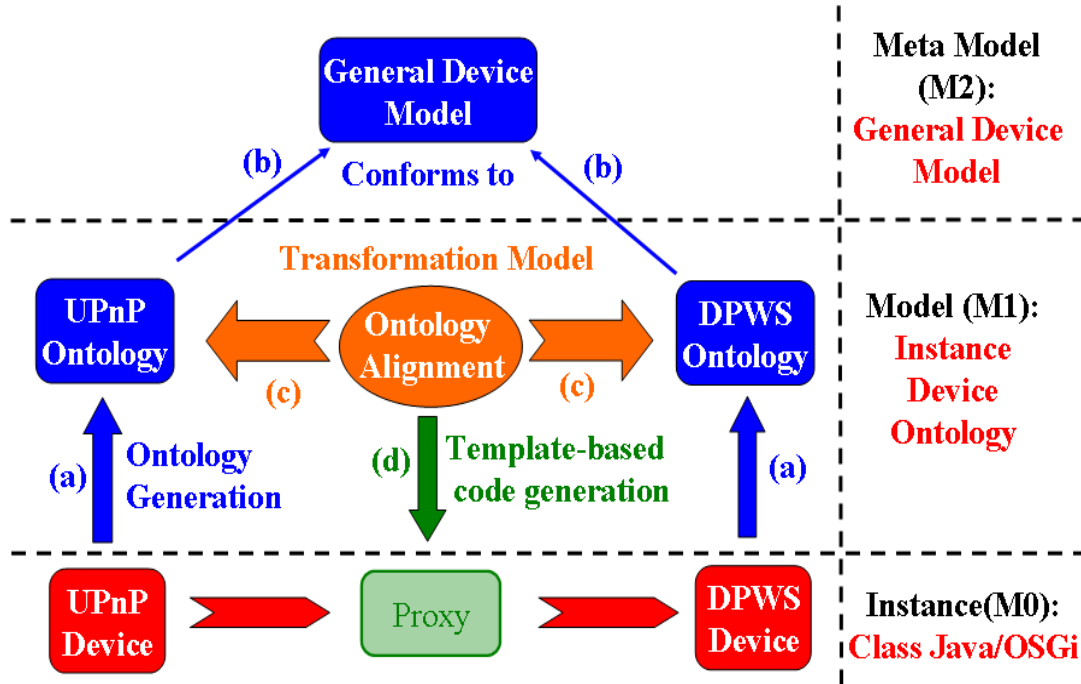 General Device
Model
Meta Model
(M2):
General Device
Model
(b)
Conforms to
(b)
Transformation Model
UPnP
Ontology
Ontology
Alignment
DPWS
Ontology
Model (M1):
Instance
Device
Ontology
(c)
(c)
(a)
Ontology
Generation
(d)
Template-based
code generation
(a)
UPnP
Device
Proxy
DPWS
Device
Instance(M0):
Class Java/OSGi